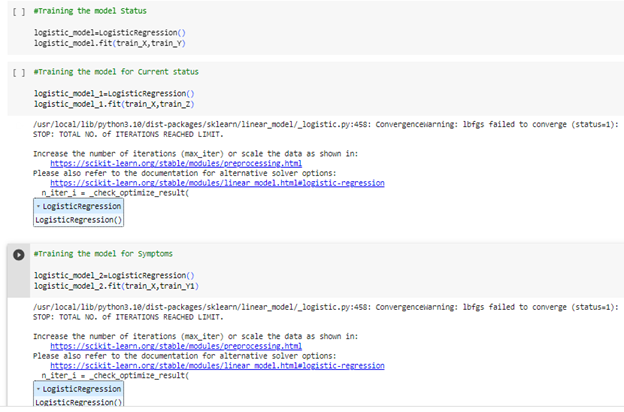 [ ] #Training the model Status
logistic_model=LogisticRegression()
logistic_model.fit(train_X,train_Y)
[ ] #Training the model for Current status
logistic_model_1=LogisticRegression()
logistic_model_1.fit(train_X,train_Z)
/usr/local/lib/python3.10/dist-packages/sklearn/linear_model/_logistic.py:458: ConvergenceWarning: lbfgs failed to converge (status=1):
STOP: TOTAL NO. of ITERATIONS REACHED LIMIT.
Increase the number of iterations (max_iter) or scale the data as shown in:
https://scikit-learn.org/stable/modules/preprocessing.html
Please also refer to the documentation for alternative solver options:
https://scikit-learn.org/stable/modules/linear_model.html#logistic-regression
n_iter_i = _check_optimize_result(
LogisticRegression
LogisticRegression()
#Training the model for Symptoms
logistic_model_2=LogisticRegression()
logistic_model_2.fit(train_X,train_Y1)
/usr/local/lib/python3.10/dist-packages/sklearn/linear_model/_logistic.py:458: ConvergenceWarning: lbfgs failed to converge (status=1):
STOP: TOTAL NO. of ITERATIONS REACHED LIMIT.
Increase the number of iterations (max_iter) or scale the data as shown in:
https://scikit-learn.org/stable/modules/preprocessing.html
Please also refer to the documentation for alternative solver options:
https://scikit-learn.org/stable/modules/linear_model.html#logistic-regression
n_iter_i = _check_optimize_result(
LogisticRegression
LogisticRegression()